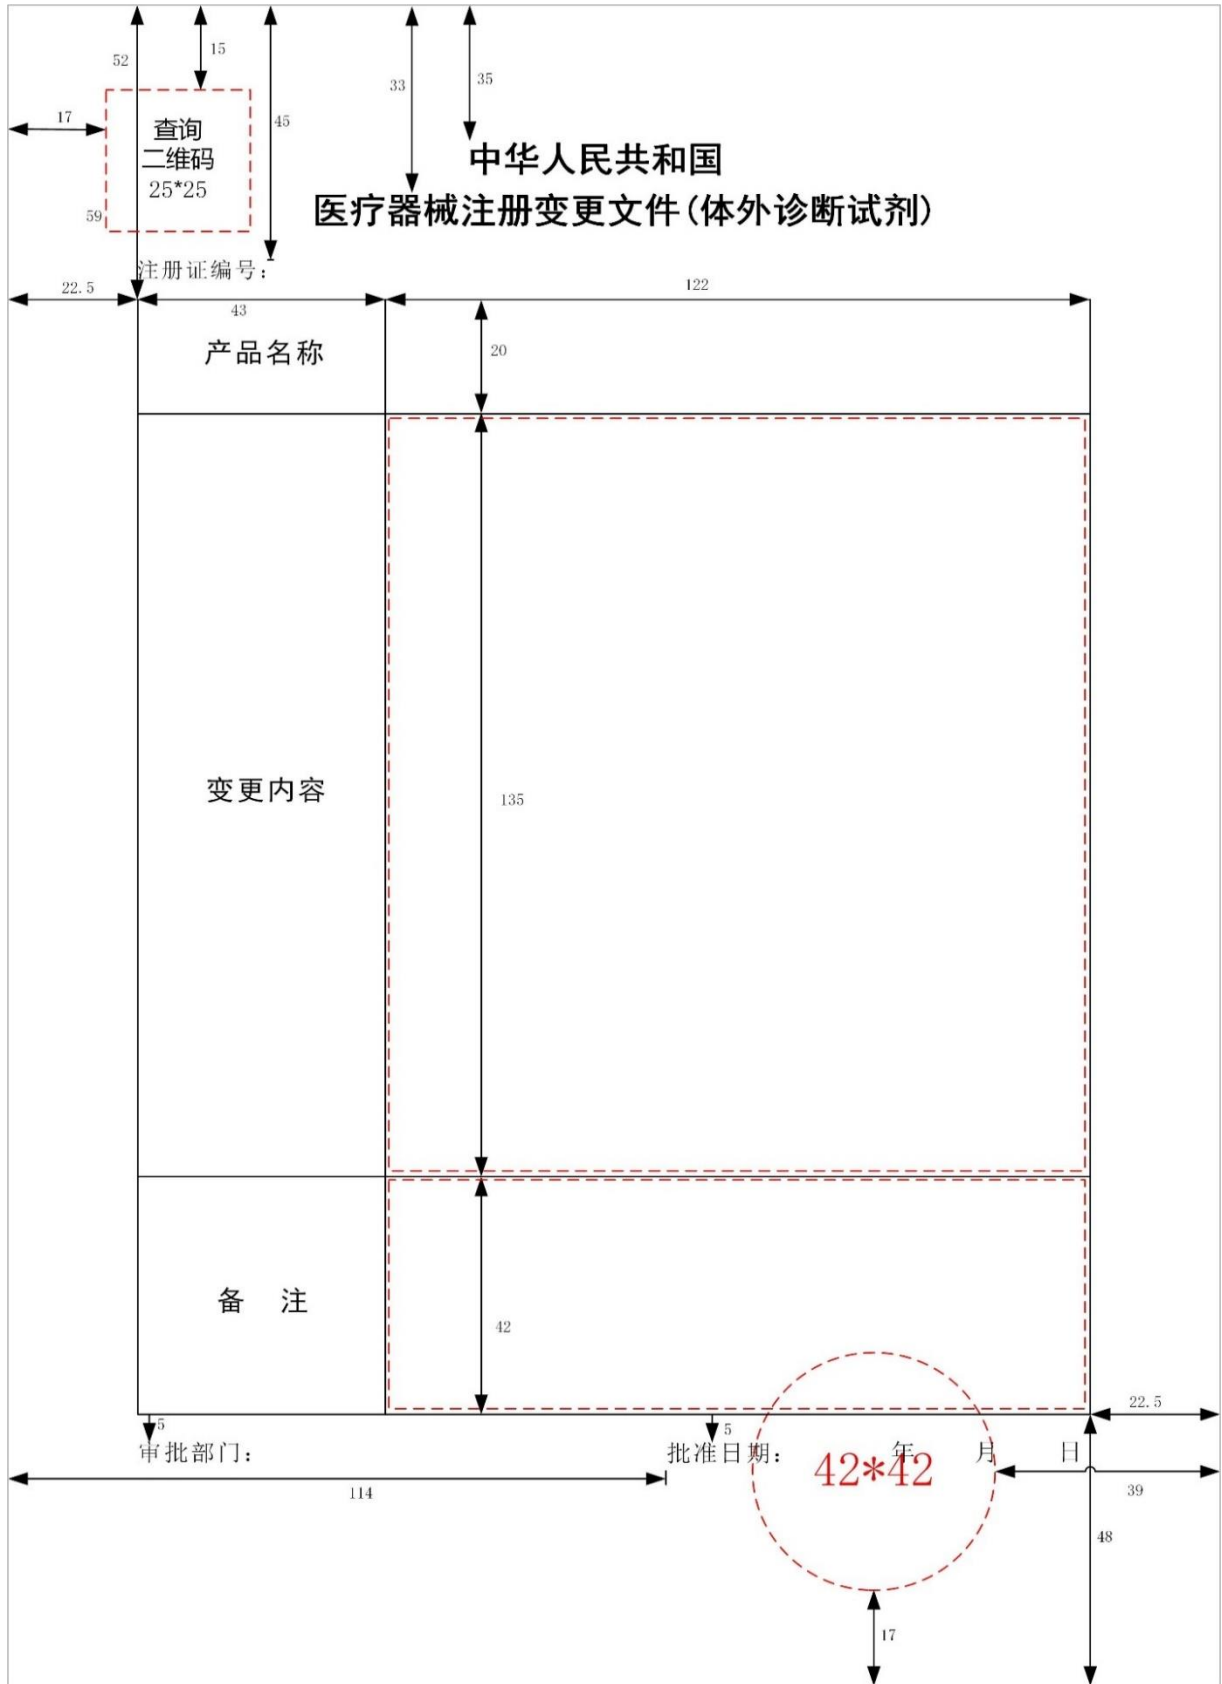 15
52
33
35
17
45
查询
二维码
25*25
59
中华人民共和国
医疗器械注册变更文件(体外诊断试剂)
注册证编号:
22.5
43
122
产品名称
20
变更内容
135
备 注
42
22.5
5
5
审批部门:
批准日期: 年 月 日
42*42
114
39
48
17